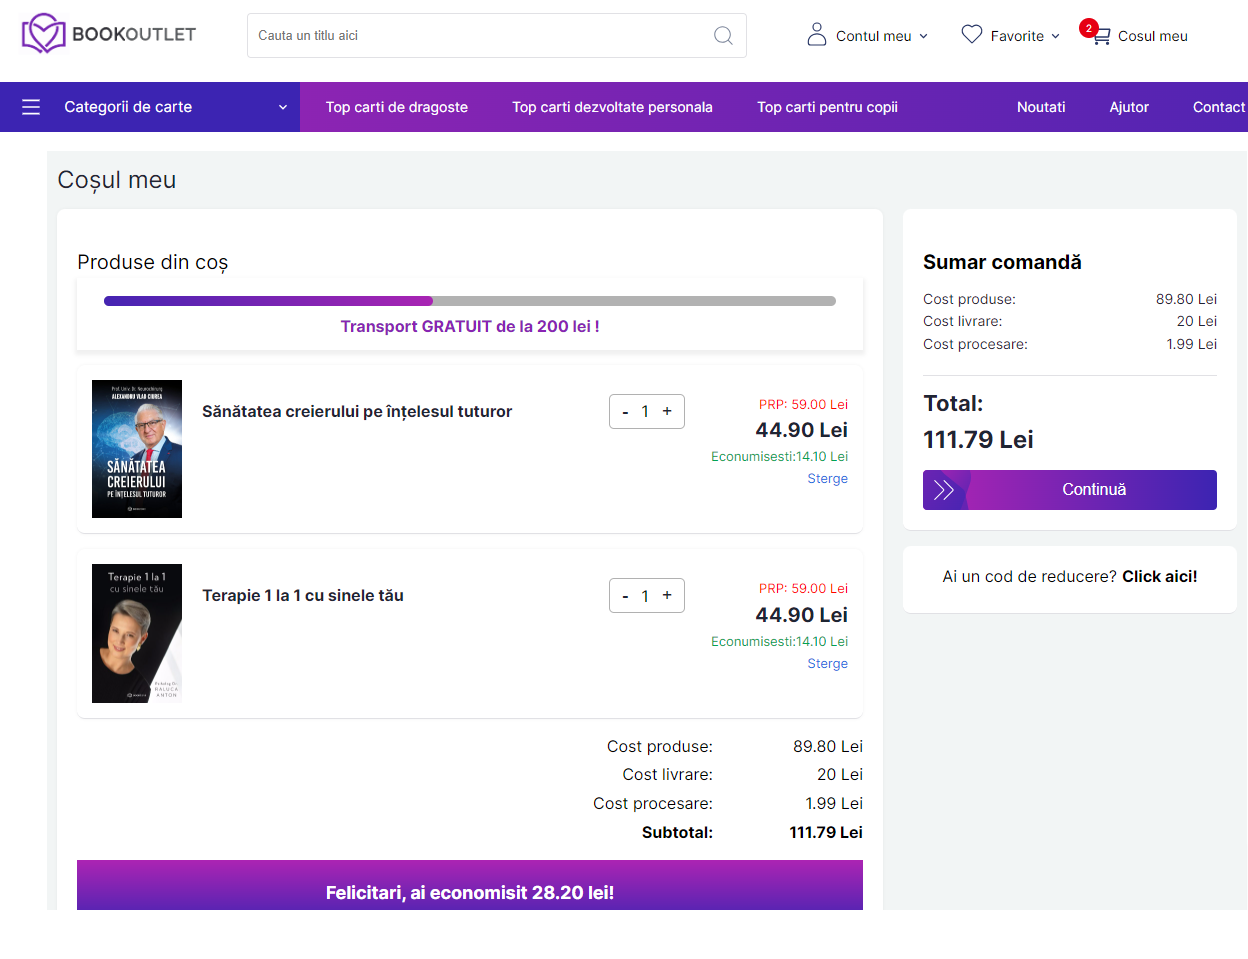 BOOKOUTLET
Cauta un titlu aici
Contul meu
Favorite
2
Cosul meu
Categorii de carte
Top carti de dragoste
Top carti dezvoltate personala
Top carti pentru copii
Noutati
Ajutor
Contact
Coșul meu
Produse din coș
Transport GRATUIT de la 200 lei !
Prof. Univ. Dr. Neurochirurg
ALEXANDRU VLAD CIUREA
SĂNĂTATEA
CREIERULUI
PE ÎNȚELESUL TUTUROR
Sănătatea creierului pe înțelesul tuturor
- 1 +
PRP: 59.00 Lei
44.90 Lei
Economisesti:14.10 Lei
Sterge
Terapie 1 la 1
cu sinele tău
RALUCA
ANTON
Terapie 1 la 1 cu sinele tău
- 1 +
PRP: 59.00 Lei
44.90 Lei
Economisesti:14.10 Lei
Sterge
Cost produse: 89.80 Lei
Cost livrare: 20 Lei
Cost procesare: 1.99 Lei
Subtotal: 111.79 Lei
Felicitari, ai economisit 28.20 lei!
Sumar comandă
Cost produse: 89.80 Lei
Cost livrare: 20 Lei
Cost procesare: 1.99 Lei
Total:
111.79 Lei
Continuă
Ai un cod de reducere? Click aici!